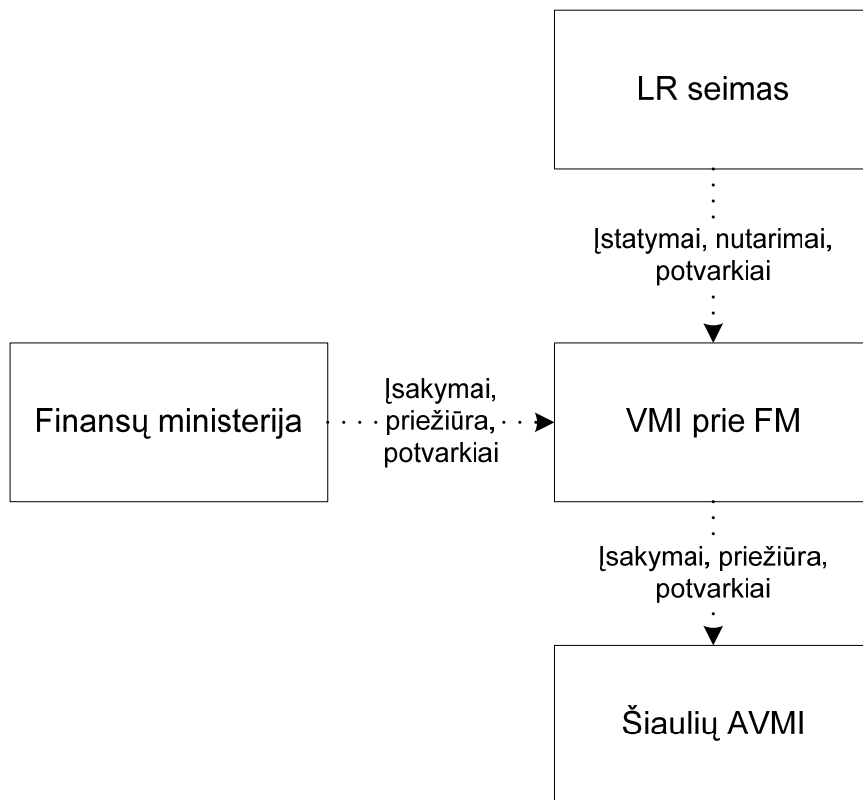 LR seimas
Įstatymai, nutarimai,
potvarkiai
Finansų ministerija
Įsakymai,
priežiūra,
potvarkiai
VMI prie FM
Įsakymai, priežiūra,
potvarkiai
Šiaulių AVMI